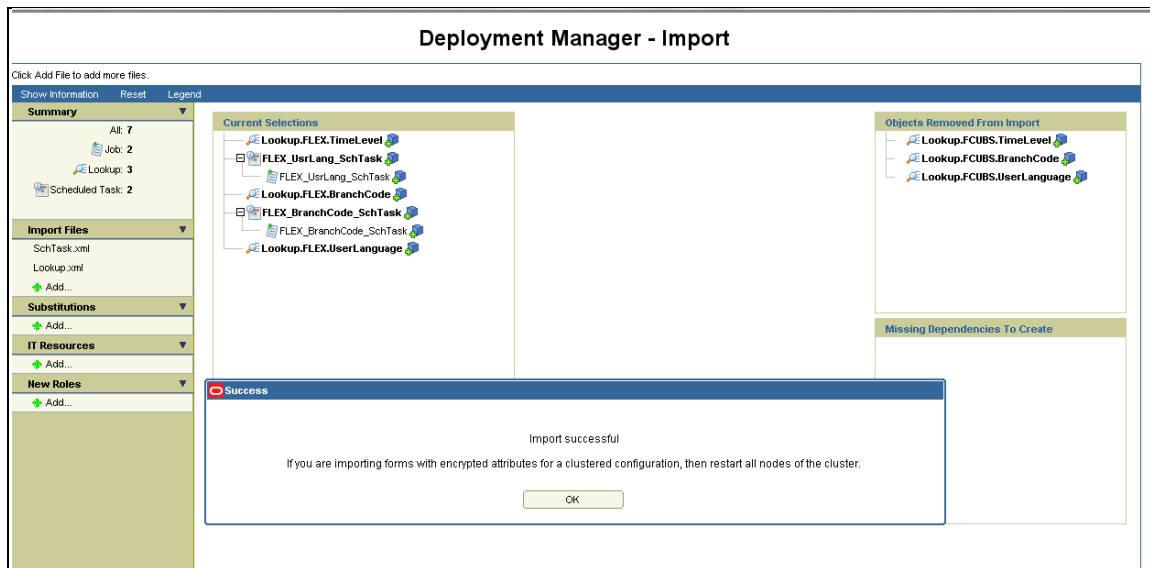 Deployment Manager - Import
Click Add File to add more files.
Show Information Reset Legend
Summary
All: 7
Job: 2
Lookup: 3
Scheduled Task: 2
Import Files
SchTask.xml
Lookup.xml
Add...
Substitutions
Add...
IT Resources
Add...
New Roles
Add...
Current Selections
Lookup.FLEX.TimeLevel
FLEX_UsrLang_SchTask
FLEX_UsrLang_SchTask
Lookup.FLEX.BranchCode
FLEX_BranchCode_SchTask
FLEX_BranchCode_SchTask
Lookup.FLEX.UserLanguage
Objects Removed From Import
Lookup.FCUBS.TimeLevel
Lookup.FCUBS.BranchCode
Lookup.FCUBS.UserLanguage
Missing Dependencies To Create
Success
Import successful
If you are importing forms with encrypted attributes for a clustered configuration, then restart all nodes of the cluster.
OK